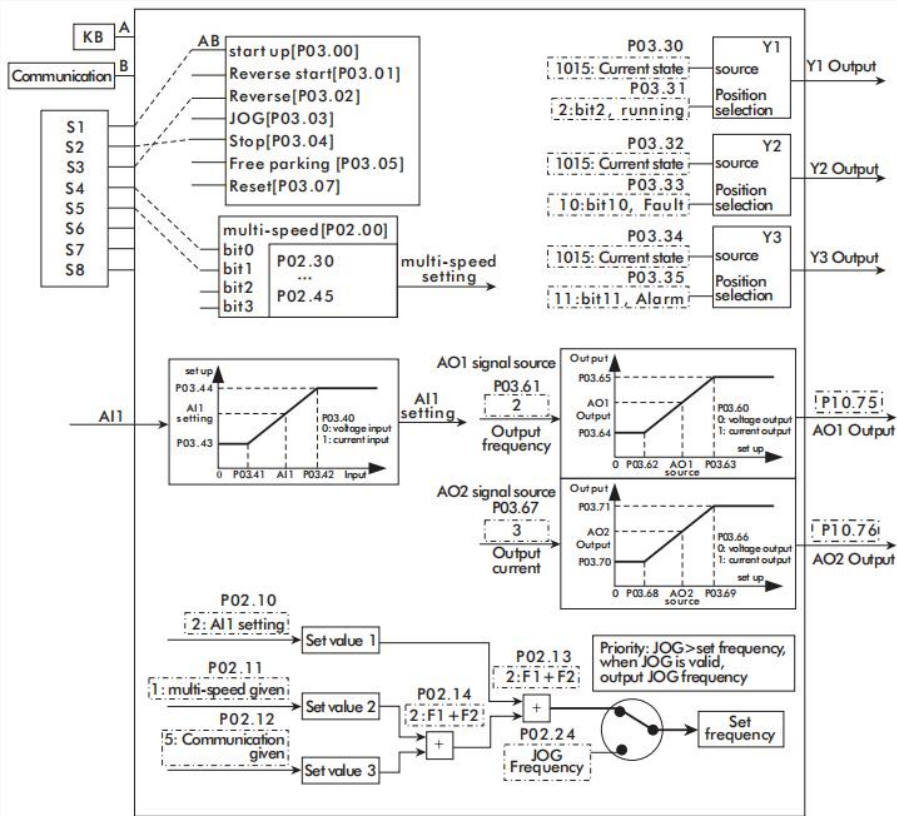 KB
A
Communication
B
S1
S2
S3
S4
S5
S6
S7
S8
AB
start up[P03.00]
Reverse start[P03.01]
Reverse[P03.02]
JOG[P03.03]
Stop[P03.04]
Free parking [P03.05]
Reset[P03.07]
multi-speed[P02.00]
bit0
bit1
bit2
bit3
P02.30
...
P02.45
multi-speed
setting
P03.30
1015: Current state
P03.31
2:bit2, running
Y1
source
Position
selection
Y1 Output
P03.32
1015: Current state
P03.33
10:bit10, Fault
Y2
source
Position
selection
Y2 Output
P03.34
1015: Current state
P03.35
11:bit11, Alarm
Y3
source
Position
selection
Y3 Output
AI1
set up
P03.44
AI1
setting
P03.43
P03.40
0: voltage input
1: current input
0
P03.41
AI1
P03.42
Input
AI1
setting
AO1 signal source
P03.61
2
Output
frequency
Output
P03.65
AO1
Output
P03.64
P03.60
0: voltage output
1: current output
set up
0
P03.62
AO1
source
P03.63
P10.75
AO1 Output
AO2 signal source
P03.67
3
Output
current
Output
P03.71
AO2
Output
P03.70
P03.66
0: voltage output
1: current output
set up
0
P03.68
AO2
source
P03.69
P10.76
AO2 Output
P02.10
2: AI1 setting
Set value 1
P02.11
1: multi-speed given
Set value 2
P02.12
5: Communication
given
Set value 3
P02.14
2:F1+F2
+
P02.13
2:F1+F2
+
P02.24
JOG
Frequency
Priority: JOG>set frequency,
when JOG is valid,
output JOG frequency
Set
frequency